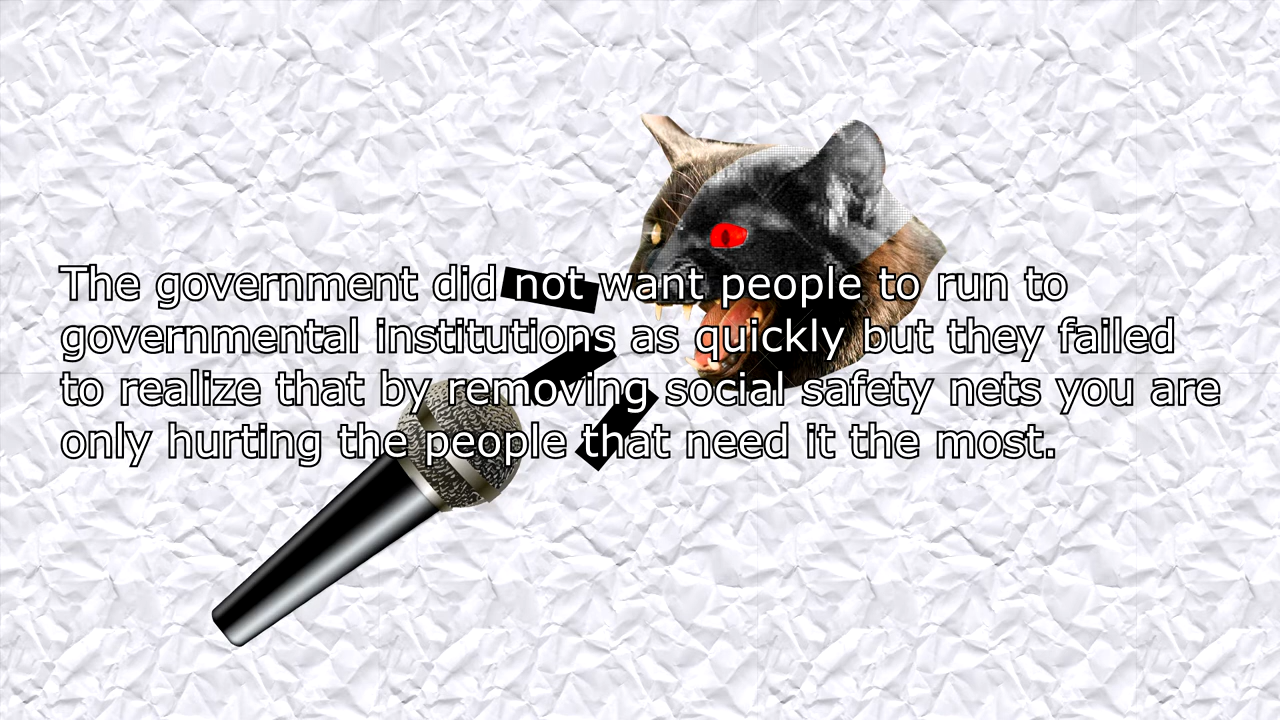 The government did not want people to run to
governmental institutions as quickly but they failed
to realize that by removing social safety nets you are
only hurting the people that need it the most.